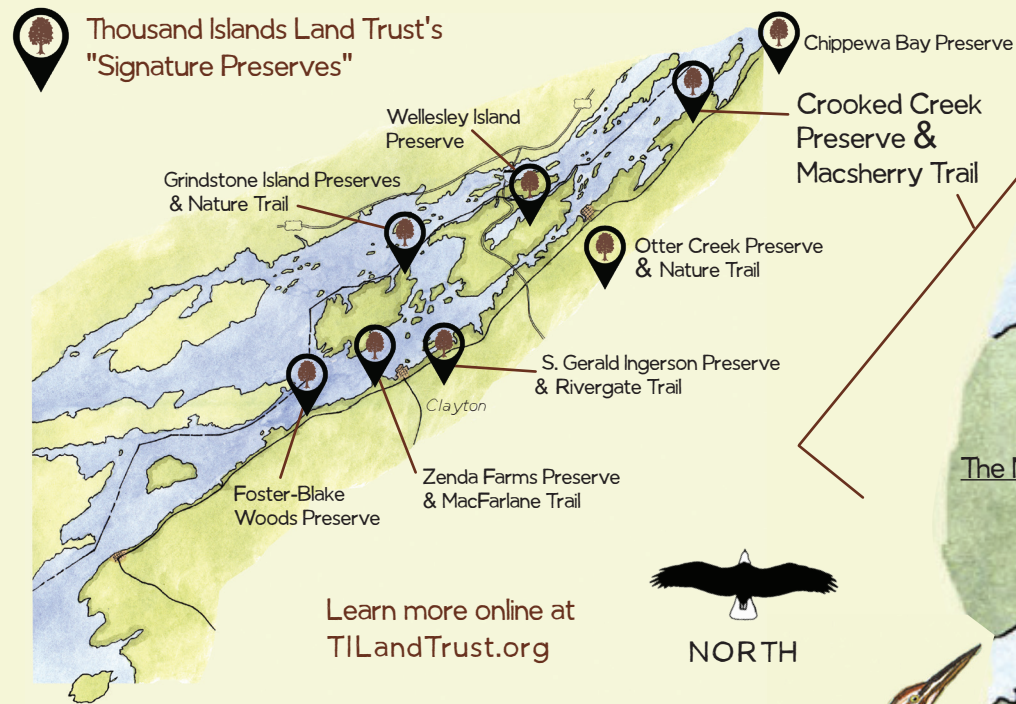 Thousand Islands Land Trust's
"Signature Preserves"
Chippewa Bay Preserve
Crooked Creek
Preserve &
Macsherry Trail
Wellesley Island
Preserve
Grindstone Island Preserves
& Nature Trail
Otter Creek Preserve
& Nature Trail
S. Gerald Ingerson Preserve
& Rivergate Trail
Clayton
Zenda Farms Preserve
& MacFarlane Trail
Foster-Blake
Woods Preserve
The
Learn more online at
TILandTrust.org
NORTH